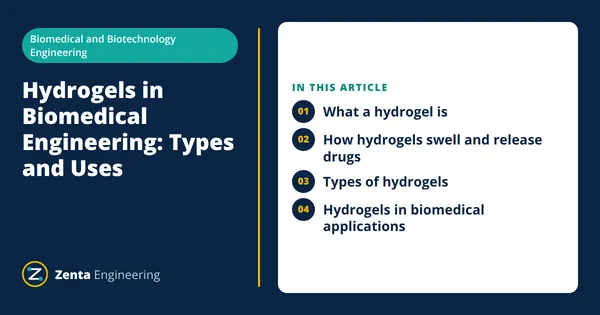 Biomedical and Biotechnology
Engineering
Hydrogels in
Biomedical
Engineering: Types
and Uses
Zenta Engineering
IN THIS ARTICLE
01 What a hydrogel is
02 How hydrogels swell and release
drugs
03 Types of hydrogels
04 Hydrogels in biomedical
applications